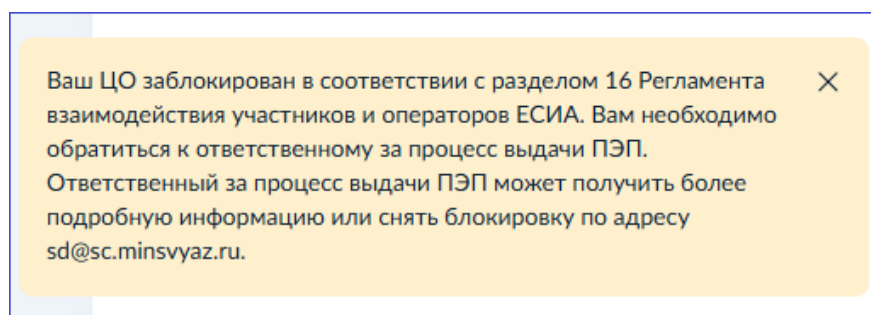 Ваш ЦО заблокирован в соответствии с разделом 16 Регламента
взаимодействия участников и операторов ЕСИА. Вам необходимо
обратиться к ответственному за процесс выдачи ПЭП.
Ответственный за процесс выдачи ПЭП может получить более
подробную информацию или снять блокировку по адресу
sd@sc.minsvyaz.ru.